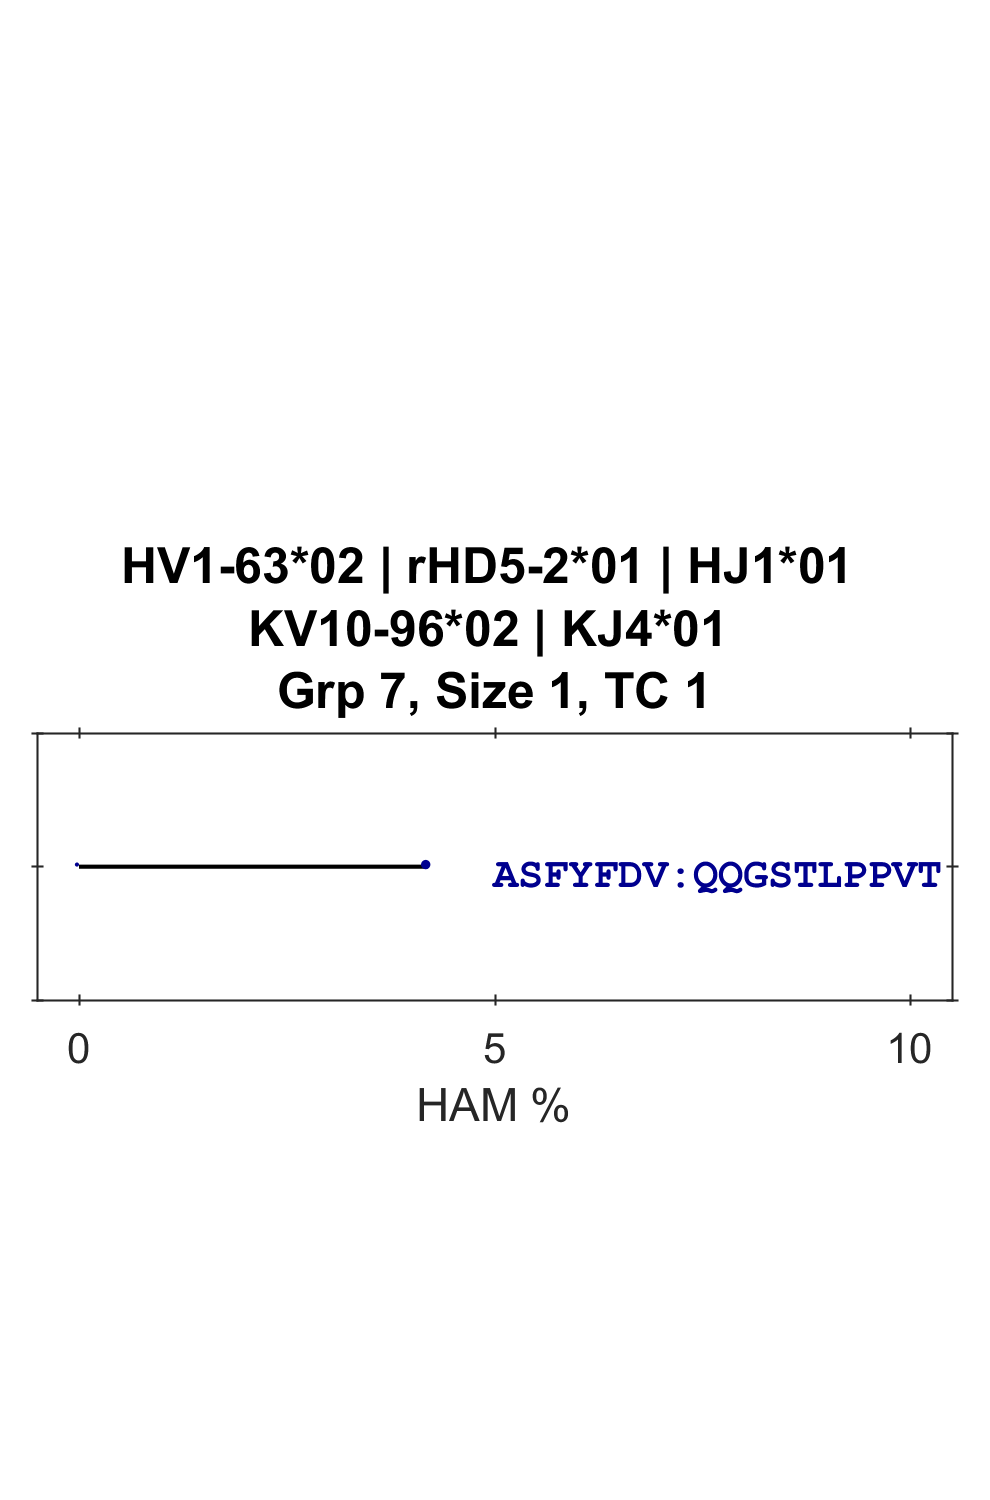 HV1-63*02 | rHD5-2*01 | HJ1*01
KV10-96*02 | KJ4*01
Grp 7, Size 1, TC 1
ASFYFDV:QQGSTLPPVT
0 5 10
HAM %